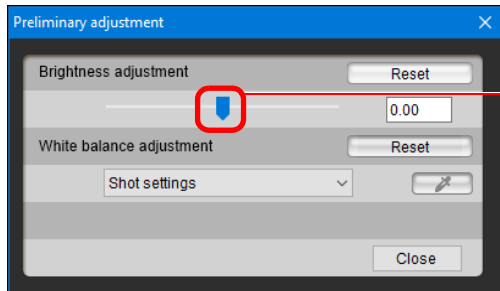 Preliminary adjustment
Brightness adjustment Reset
0.00
White balance adjustment Reset
Shot settings
Close